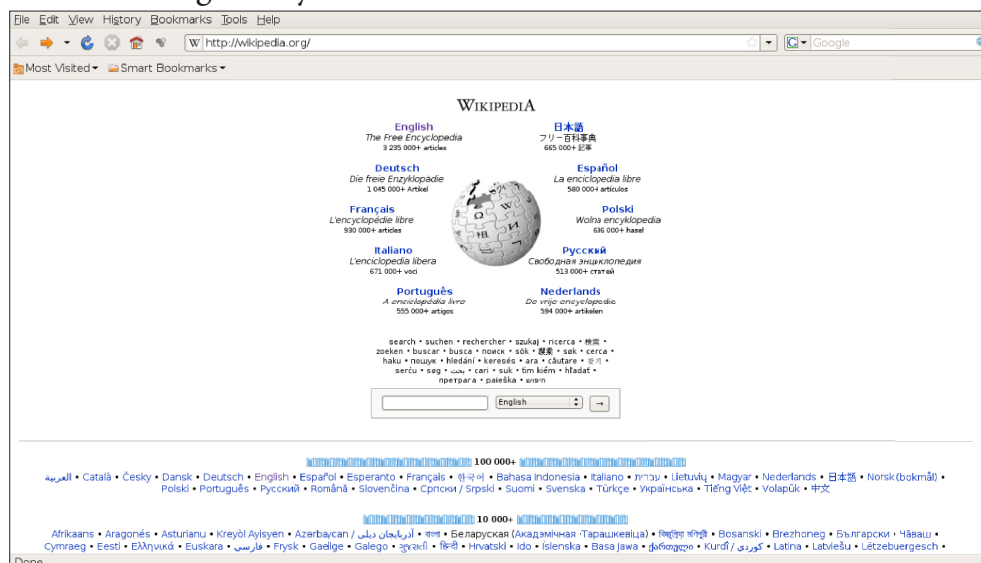 File Edit View History Bookmarks Tools Help
W http://wikipedia.org/
G Google
Most Visited Smart Bookmarks
WIKIPEDIA
English
The Free Encyclopedia
3 235 000+ articles
日本語
フリー百科事典
665 000+ 記事
Deutsch
Die freie Enzyklopädie
1 045 000+ Artikel
Español
La enciclopedia libre
580 000+ artículos
Français
L'encyclopédie libre
930 000+ articles
Polski
Wolna encyklopedia
686 000+ haseł
Italiano
L'enciclopedia libera
671 000+ voci
Русский
Свободная энциклопедия
513 000+ статей
Português
A enciclopédia livre
555 000+ artigos
Nederlands
De vrije encyclopedie
594 000+ artikelen
search • suchen • rechercher • szukaj • ricerca • 検索 •
zoeken • buscar • busca • поиск • sök • 搜索 • søk • cerca •
haku • пошук • hledání • keresés • ara • căutare • 찾기 •
serĉu • søg • بحث • cari • suk • tìm kiếm • hľadať •
претрага • paieška • חיפוש
English →
100 000+
العربية • Català • Česky • Dansk • Deutsch • English • Español • Esperanto • Français • 한국어 • Bahasa Indonesia • Italiano • עברית • Lietuvių • Magyar • Nederlands • 日本語 • Norsk (bokmål) •
Polski • Português • Русский • Română • Slovenčina • Српски / Srpski • Suomi • Svenska • Türkçe • Українська • Tiếng Việt • Volapük • 中文
10 000+
Afrikaans • Aragonés • Asturianu • Kreyòl Ayisyen • Azərbaycan / آذربايجان ديلی • বাংলা • Беларуская (Акадэмічная • Тарашкевіца) • বিষ্ণুপ্রিয়া মণিপুরী • Bosanski • Brezhoneg • Български • Чӑваш •
Cymraeg • Eesti • Ελληνικά • Euskara • فارسی • Frysk • Gaeilge • Galego • ગુજરાતી • हिन्दी • Hrvatski • Ido • Íslenska • Basa Jawa • ქართული • Kurdî / كوردی • Latina • Latviešu • Lëtzebuergesch •
Done